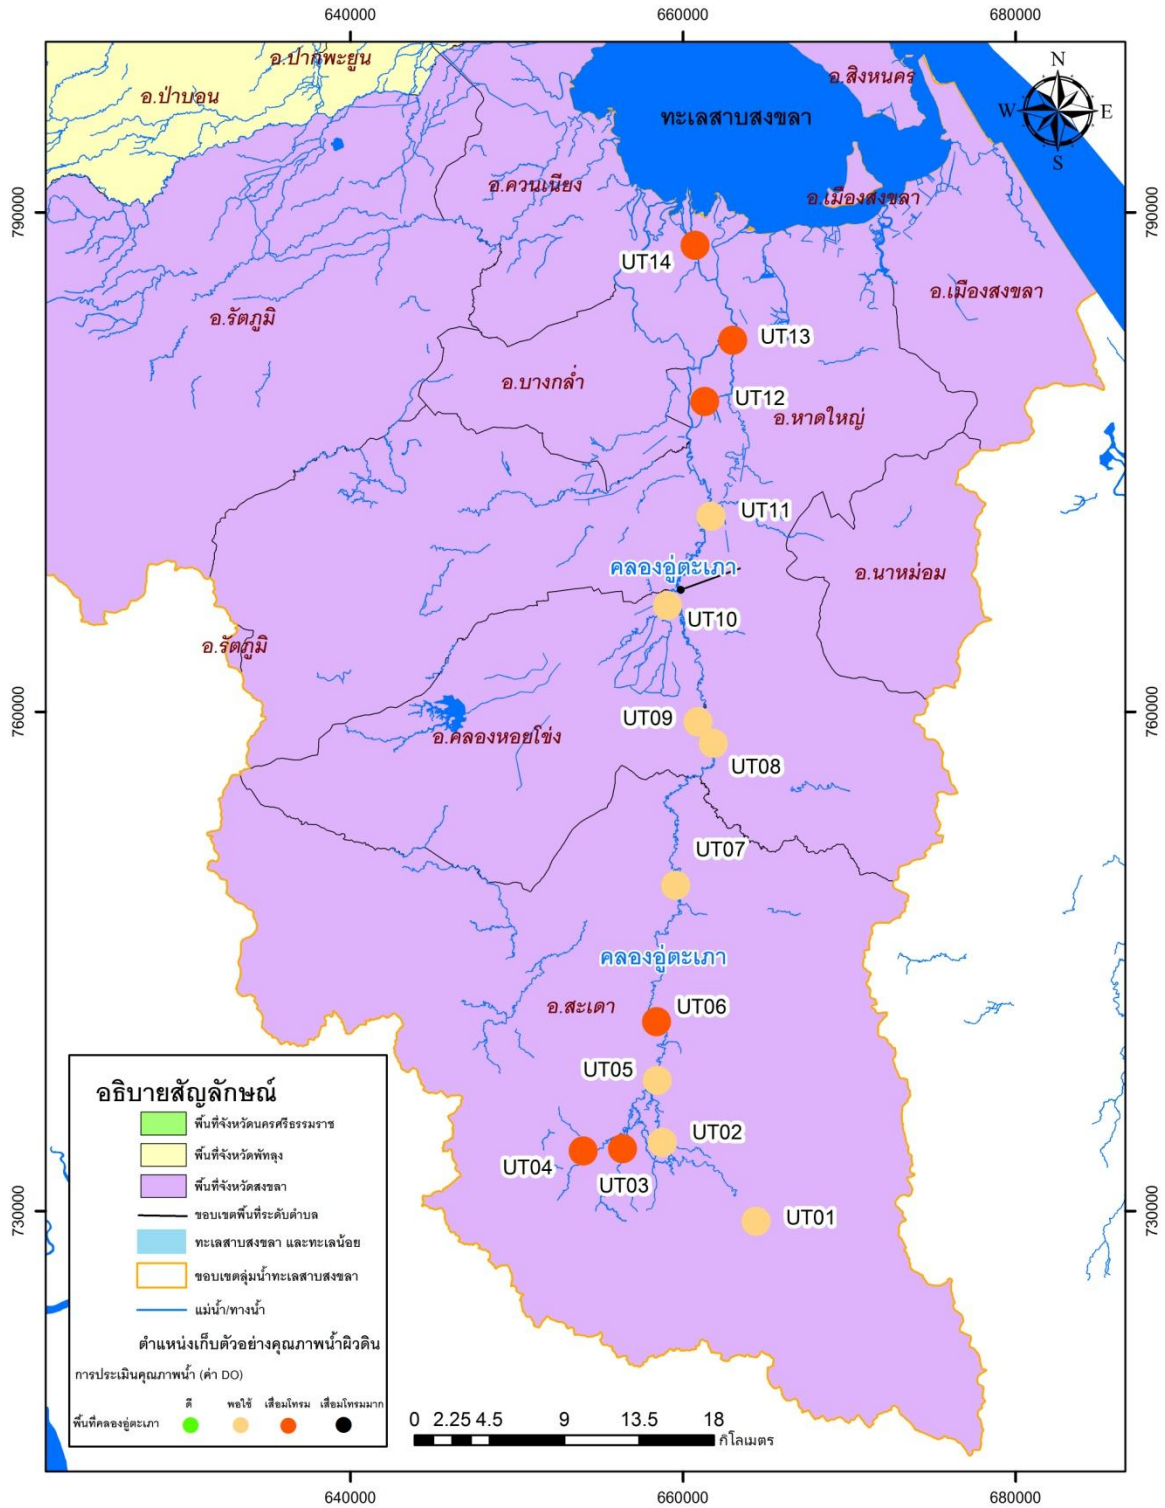 640000 660000 680000
N
W E
S
อ.ปากพะยูน
อ.ป่าบอน
อ.สิงหนคร
ทะเลสาบสงขลา
อ.ควนเนียง
อ.เมืองสงขลา
790000 790000
UT14
อ.เมืองสงขลา
อ.รัตภูมิ
UT13
อ.บางกล่ำ
UT12
อ.หาดใหญ่
UT11
คลองอู่ตะเภา
อ.นาหม่อม
UT10
อ.รัตภูมิ
760000 760000
UT09
อ.คลองหอยโข่ง
UT08
UT07
คลองอู่ตะเภา
อ.สะเดา
UT06
UT05
UT02
UT04
UT03
UT01
730000 730000
อธิบายสัญลักษณ์
พื้นที่จังหวัดนครศรีธรรมราช
พื้นที่จังหวัดพัทลุง
พื้นที่จังหวัดสงขลา
ขอบเขตพื้นที่ระดับตำบล
ทะเลสาบสงขลา และทะเลน้อย
ขอบเขตลุ่มน้ำทะเลสาบสงขลา
แม่น้ำ/ทางน้ำ
ตำแหน่งเก็บตัวอย่างคุณภาพน้ำผิวดิน
การประเมินคุณภาพน้ำ (ค่า DO)
ดี พอใช้ เสื่อมโทรม เสื่อมโทรมมาก
พื้นที่คลองอู่ตะเภา
0 2.25 4.5 9 13.5 18
กิโลเมตร
640000 660000 680000